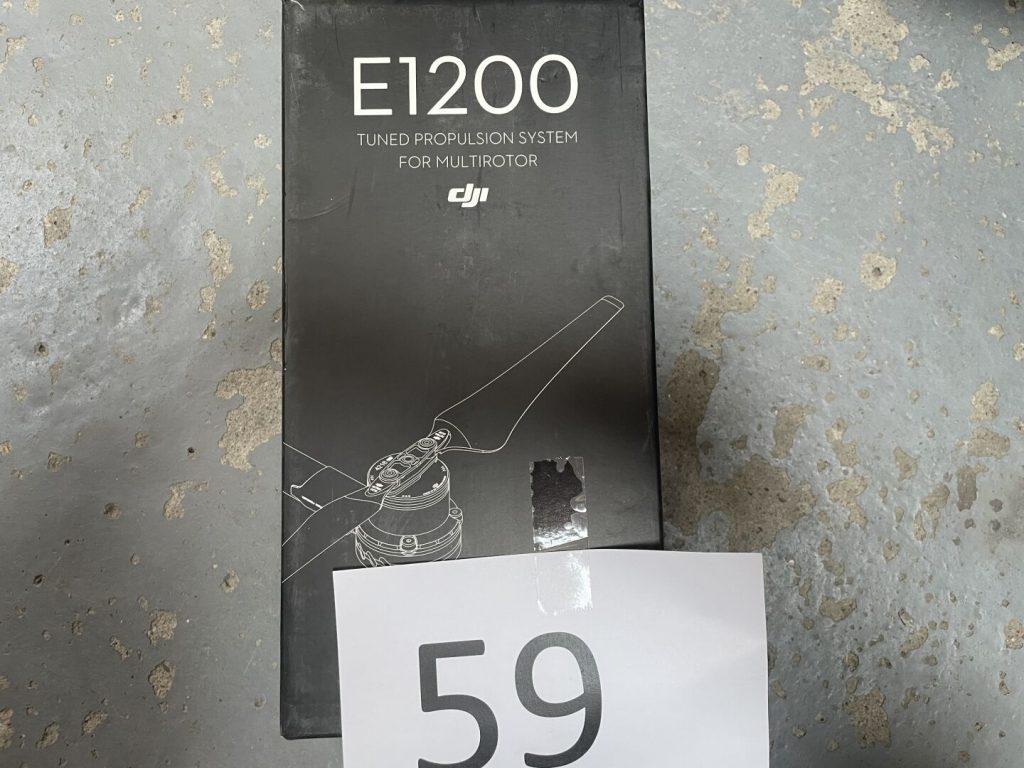 E1200
TUNED PROPULSION SYSTEM
FOR MULTIROTOR
dji
59